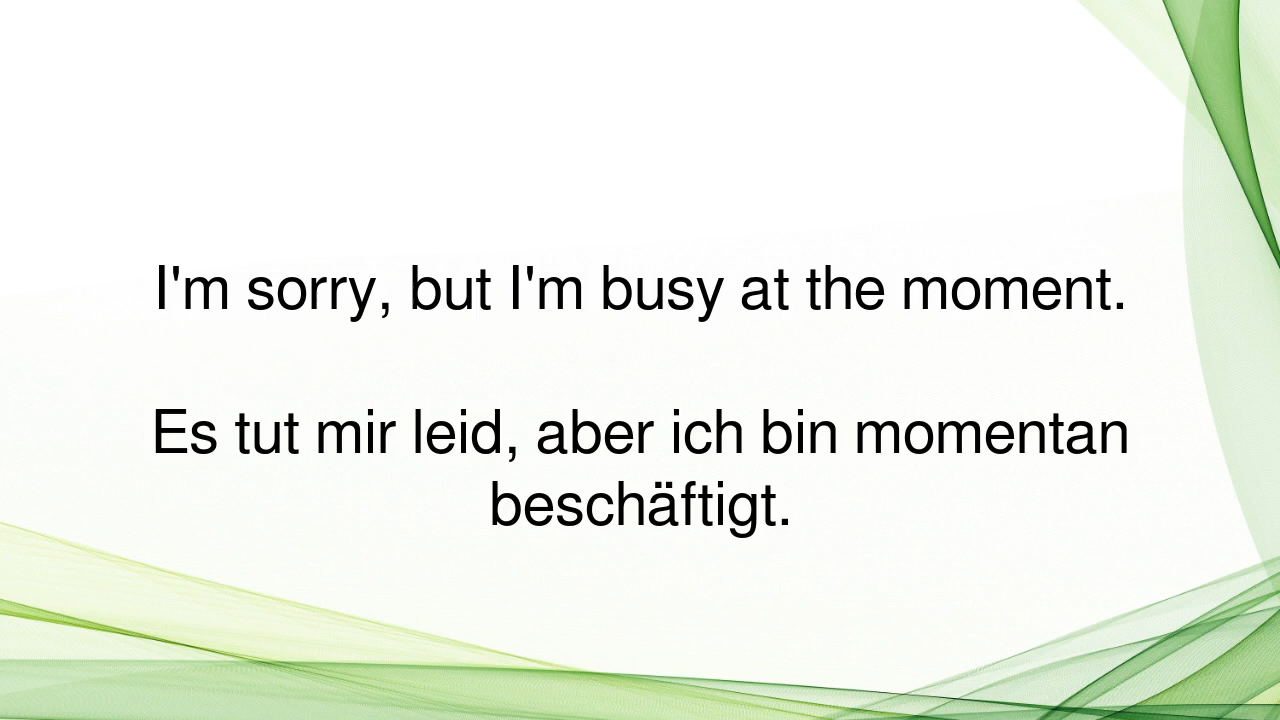 I'm sorry, but I'm busy at the moment.
Es tut mir leid, aber ich bin momentan
beschäftigt.